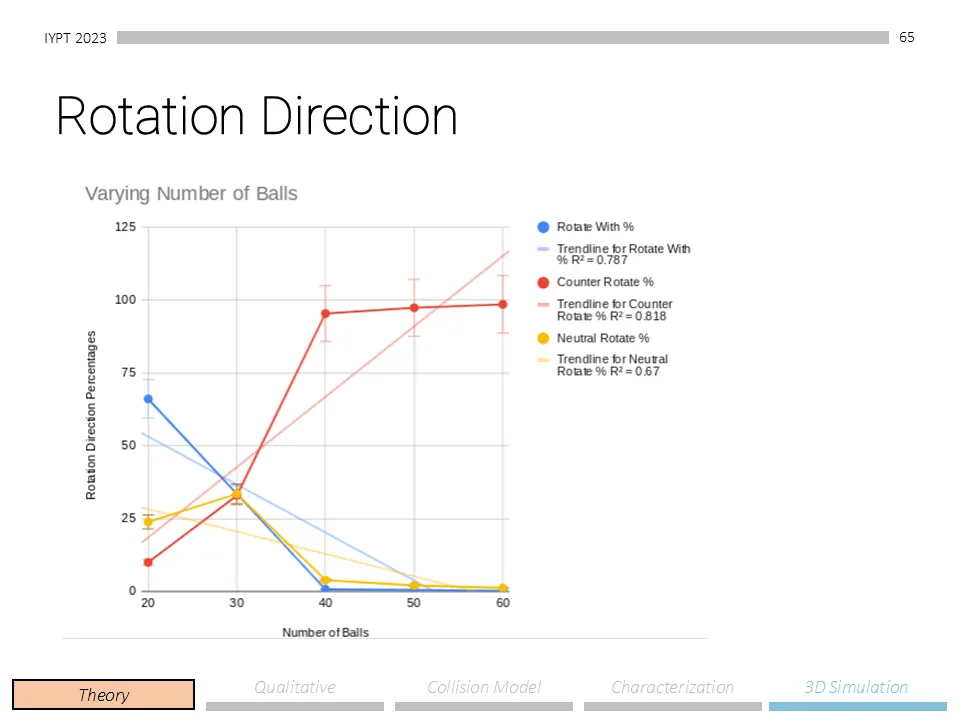 IYPT 2023
65
Rotation Direction
Varying Number of Balls
125
100
75
50
25
0
Rotation Direction Percentages
20 30 40 50 60
Number of Balls
Rotate With %
Trendline for Rotate With
% R² = 0.787
Counter Rotate %
Trendline for Counter
Rotate % R² = 0.818
Neutral Rotate %
Trendline for Neutral
Rotate % R² = 0.67
Theory
Qualitative
Collision Model
Characterization
3D Simulation